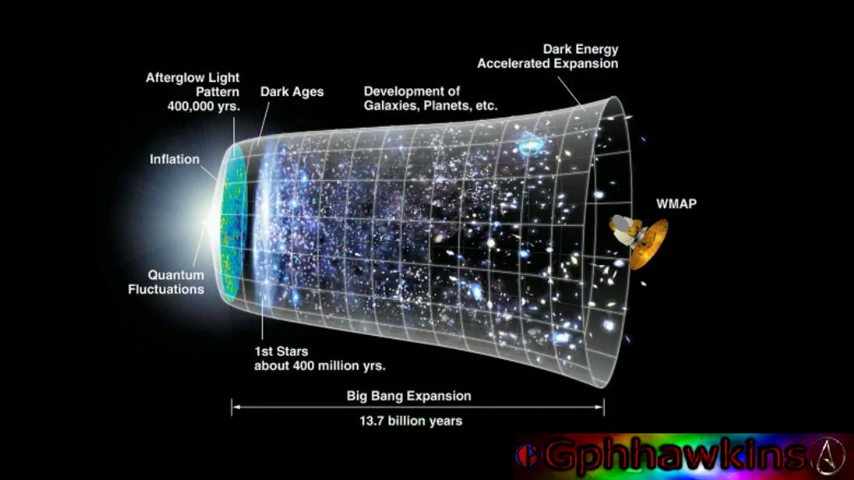 Dark Energy
Accelerated Expansion
Afterglow Light
Pattern
400,000 yrs.
Dark Ages
Development of
Galaxies, Planets, etc.
Inflation
WMAP
Quantum
Fluctuations
1st Stars
about 400 million yrs.
Big Bang Expansion
13.7 billion years
Gphhawkins